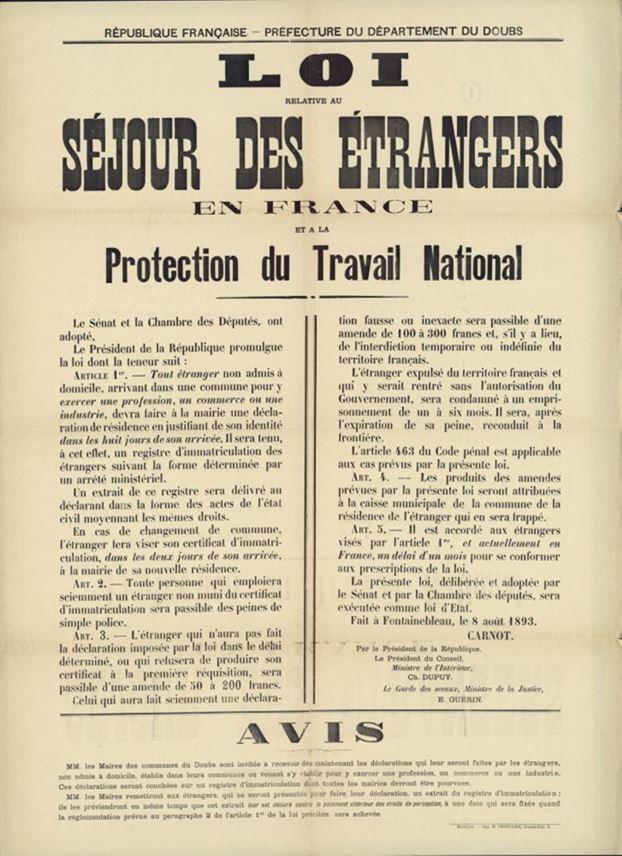 RÉPUBLIQUE FRANÇAISE – PRÉFECTURE DU DÉPARTEMENT DU DOUBS
LOI
RELATIVE AU
SÉJOUR DES ÉTRANGERS
EN FRANCE
ET A LA
Protection du Travail National
Le Sénat et la Chambre des Députés, ont
adopté,
Le Président de la République promulgue
la loi dont la teneur suit :
ARTICLE 1er. — Tout étranger non admis à
domicile, arrivant dans une commune pour y
exercer une profession, un commerce ou une
industrie, devra faire à la mairie une décla-
ration de résidence en justifiant de son identité
dans les huit jours de son arrivée. Il sera tenu,
à cet effet, un registre d'immatriculation des
étrangers suivant la forme déterminée par
un arrêté ministériel.
Un extrait de ce registre sera délivré au
déclarant dans la forme des actes de l'état
civil moyennant les mêmes droits.
En cas de changement de commune,
l'étranger fera viser son certificat d'immatri-
culation, dans les deux jours de son arrivée,
à la mairie de sa nouvelle résidence.
ART. 2. — Toute personne qui emploiera
sciemment un étranger non muni du certificat
d'immatriculation sera passible des peines de
simple police.
ART. 3. — L'étranger qui n'aura pas fait
la déclaration imposée par la loi dans le délai
déterminé, ou qui refusera de produire son
certificat à la première réquisition, sera
passible d'une amende de 50 à 200 francs.
Celui qui aura fait sciemment une déclara-
tion fausse ou inexacte sera passible d'une
amende de 100 à 300 francs et, s'il y a lieu,
de l'interdiction temporaire ou indéfinie du
territoire français.
L'étranger expulsé du territoire français et
qui y serait rentré sans l'autorisation du
Gouvernement, sera condamné à un empri-
sonnement de un à six mois. Il sera, après
l'expiration de sa peine, reconduit à la
frontière.
L'article 463 du Code pénal est applicable
aux cas prévus par la présente loi.
ART. 4. — Les produits des amendes
prévues par la présente loi seront attribuées
à la caisse municipale de la commune de la
résidence de l'étranger qui en sera frappé.
ART. 5. — Il est accordé aux étrangers
visés par l'article 1er, et actuellement en
France, un délai d'un mois pour se conformer
aux prescriptions de la loi.
La présente loi, délibérée et adoptée par
le Sénat et par la Chambre des députés, sera
exécutée comme loi d'Etat.
Fait à Fontainebleau, le 8 août 1893.
CARNOT.
Par le Président de la République,
Le Président du Conseil,
Ministre de l'Intérieur,
CH. DUPUY.
Le Garde des sceaux, Ministre de la Justice,
E. GUÉRIN.
AVIS
MM. les Maires des communes du Doubs sont invités à recevoir dès maintenant les déclarations qui leur seront faites par les étrangers,
non admis à domicile, établis dans leurs communes ou venant s'y établir pour y exercer une profession, un commerce ou une industrie.
Ces déclarations seront couchées sur un registre d'immatriculation dont toutes les mairies devront être pourvues.
MM. les Maires remettront aux étrangers, qui se seront présentés pour faire leur déclaration, un extrait du registre d'immatriculation ;
ils les préviendront en même temps que cet extrait leur est délivré contre le paiement ultérieur des droits de perception, à une date qui sera fixée quand
la réglementation prévue au paragraphe 2 de l'article 1er de la loi précitée, sera achevée.